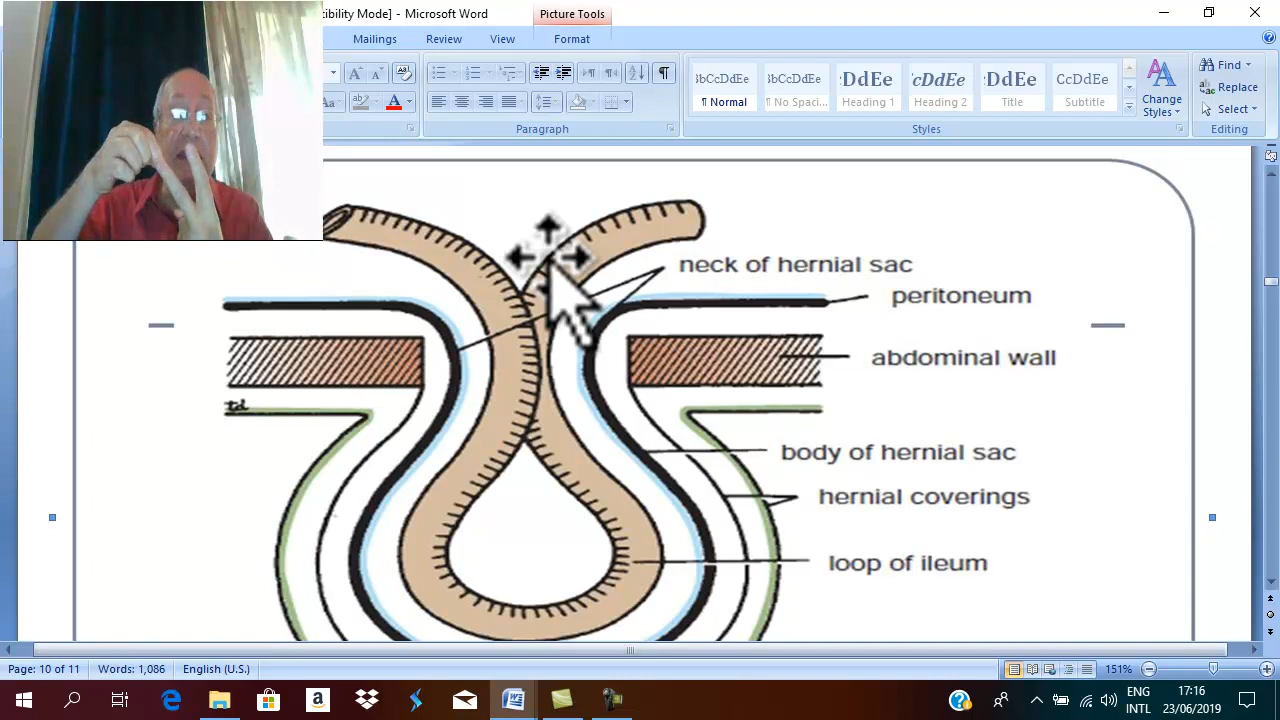 tibility Mode] - Microsoft Word
Picture Tools
Mailings
Review
View
Format
Normal
No Spaci...
Heading 1
Heading 2
Title
Subtitle
Change
Styles
Find
Replace
Select
Paragraph
Styles
Editing
neck of hernial sac
peritoneum
abdominal wall
td
body of hernial sac
hernial coverings
loop of ileum
Page: 10 of 11
Words: 1,086
English (U.S.)
151%
ENG
INTL
17:16
23/06/2019